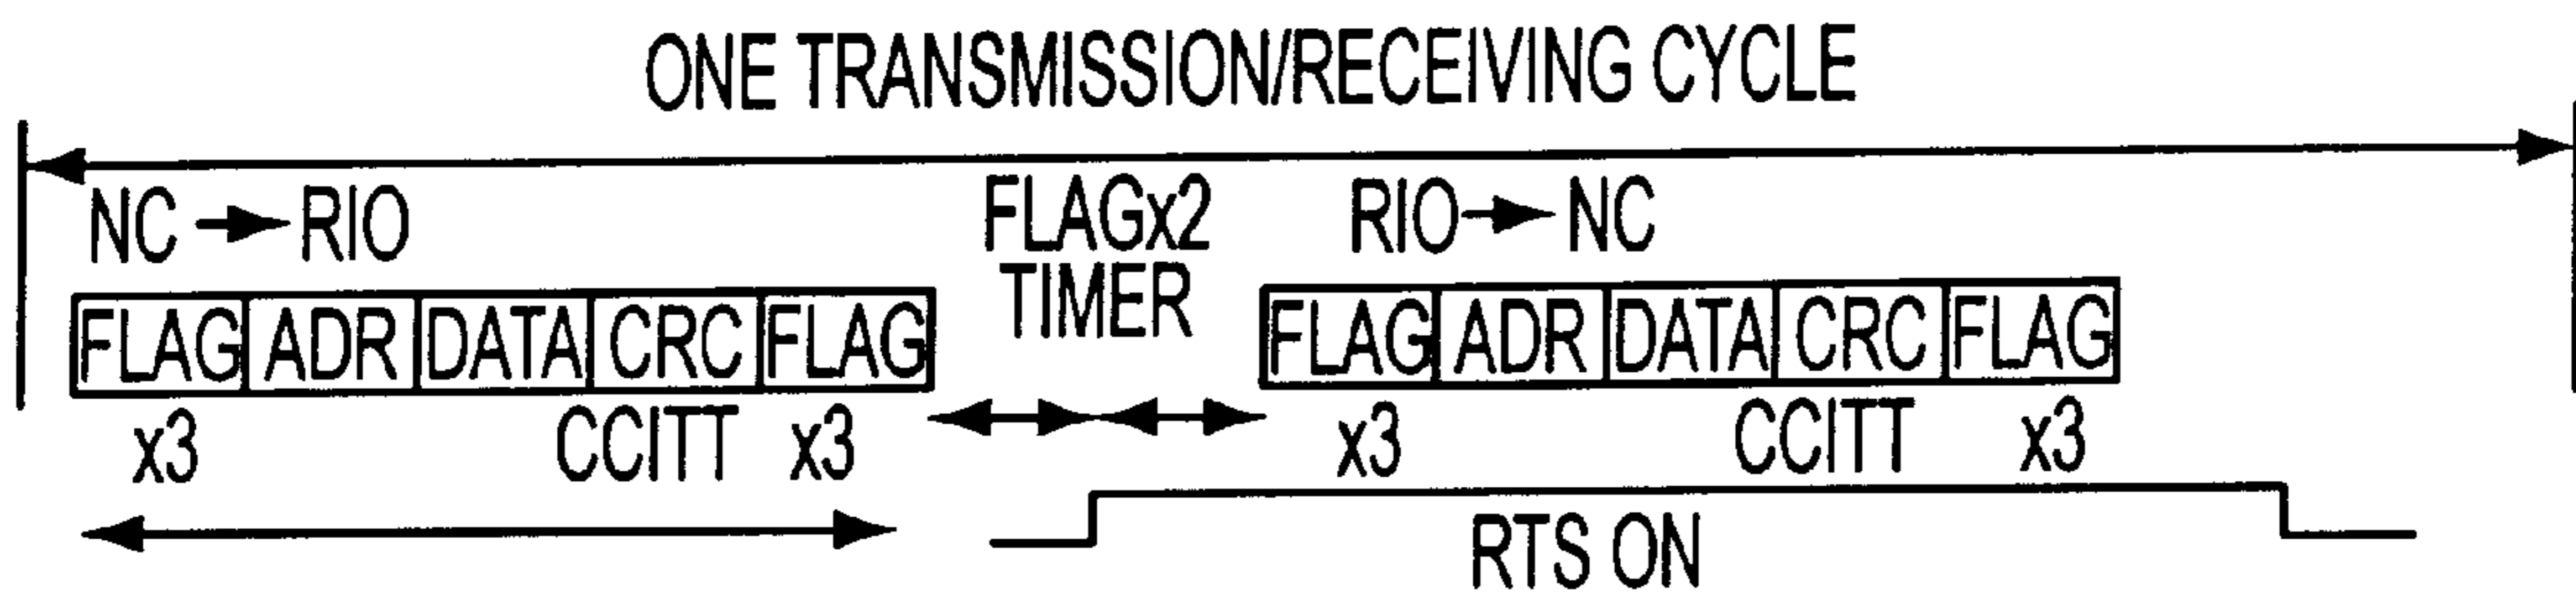 ONE TRANSMISSION/RECEIVING CYCLE
NC → RIO
FLAGx2
TIMER
RIO → NC
FLAG ADR DATA CRC FLAG
x3 CCITT x3
FLAG ADR DATA CRC FLAG
x3 CCITT x3
RTS ON